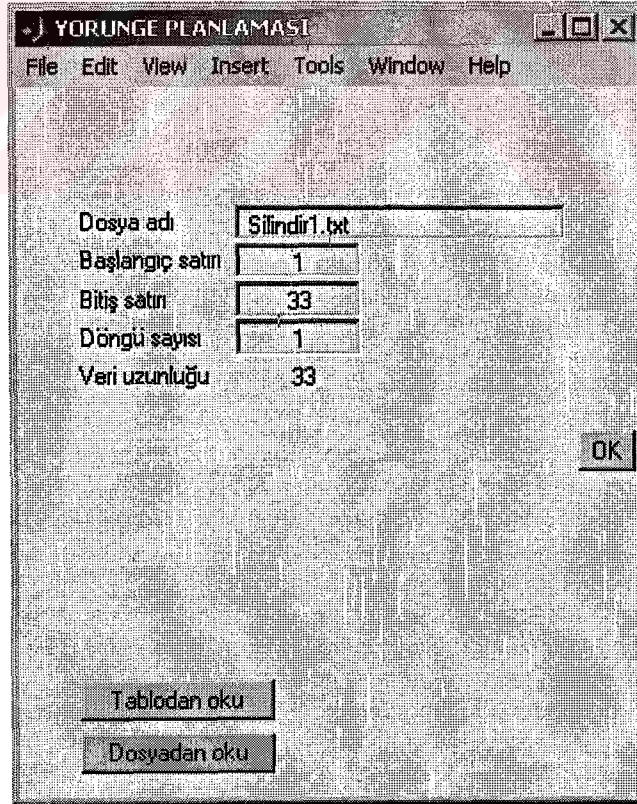 YORUNGE PLANLAMASI
File Edit View Insert Tools Window Help
Dosya adı Silindir1.txt
Başlangıç satırı 1
Bitiş satırı 33
Döngü sayısı 1
Veri uzunluğu 33
OK
Tablodan oku
Dosyadan oku